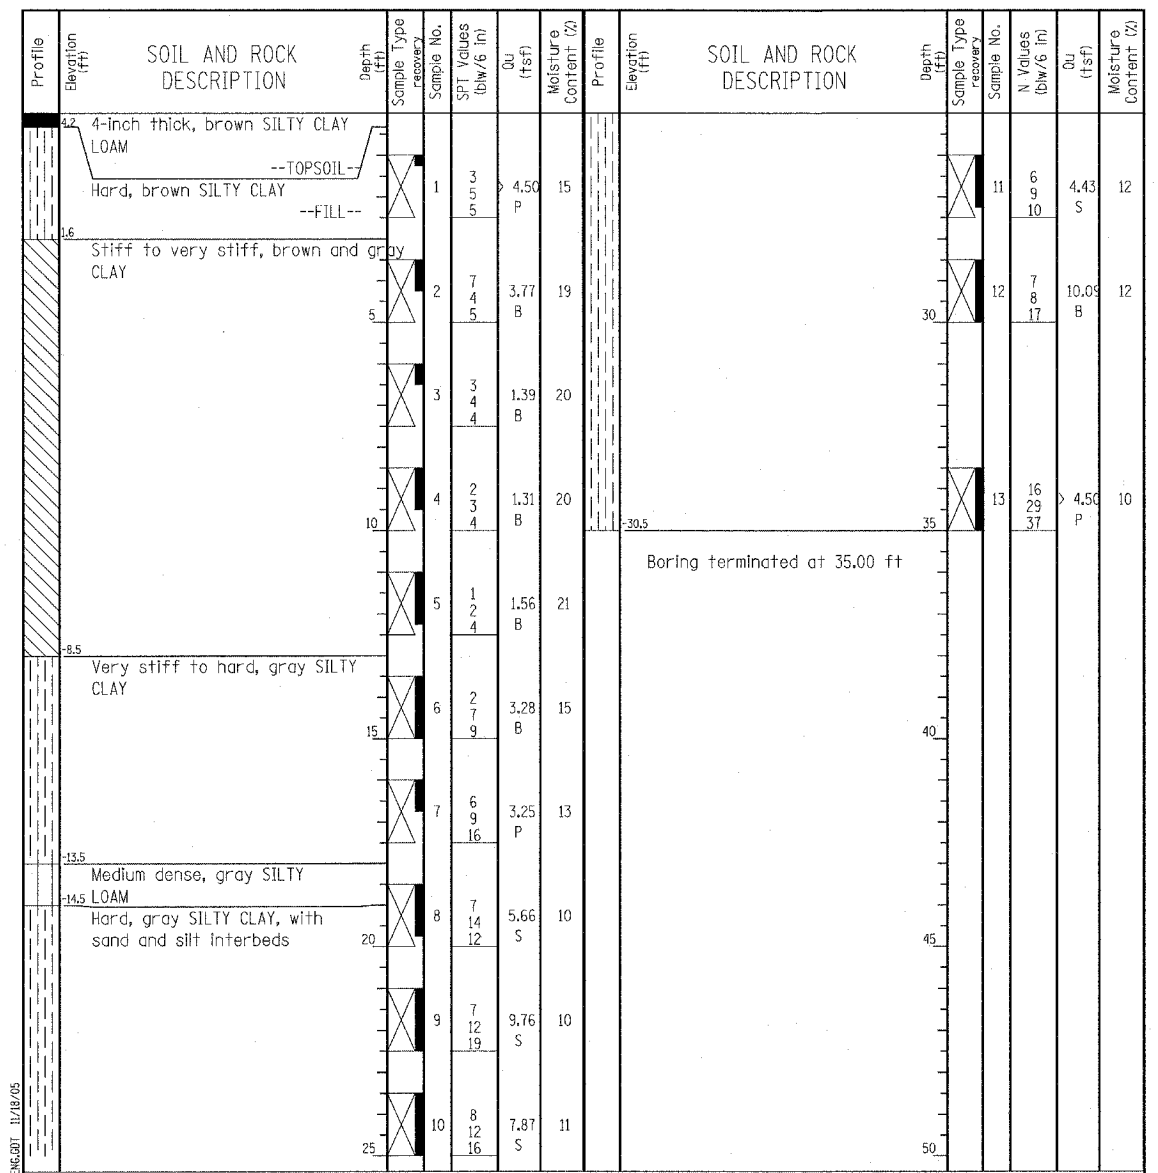 Profile
Elevation (ft)
SOIL AND ROCK
DESCRIPTION
Depth (ft)
Sample Type
recovery
Sample No.
SPT Values
(blw/6 in)
Qu
(tsf)
Moisture
Content (%)
Profile
Elevation (ft)
SOIL AND ROCK
DESCRIPTION
Depth (ft)
Sample Type
recovery
Sample No.
N Values
(blw/6 in)
Qu
(tsf)
Moisture
Content (%)
4.2 4-inch thick, brown SILTY CLAY
LOAM
--TOPSOIL--
Hard, brown SILTY CLAY
--FILL--
1 3 5 5 > 4.50 P 15
1.6
Stiff to very stiff, brown and gray
CLAY
2 7 4 5 3.77 B 19
5
3 3 4 4 1.39 B 20
4 2 3 4 1.31 B 20
10
5 1 2 4 1.56 B 21
-8.5
Very stiff to hard, gray SILTY
CLAY
6 2 7 9 3.28 B 15
15
7 6 9 16 3.25 P 13
-13.5
Medium dense, gray SILTY
-14.5 LOAM
Hard, gray SILTY CLAY, with
sand and silt interbeds
8 7 14 12 5.66 S 10
20
9 7 12 19 9.76 S 10
10 8 12 16 7.87 S 11
25
11 6 9 10 4.43 S 12
12 7 8 17 10.09 B 12
30
13 16 29 37 > 4.50 P 10
-30.5
35
Boring terminated at 35.00 ft
40
45
50
ENG.GDT 11/18/05